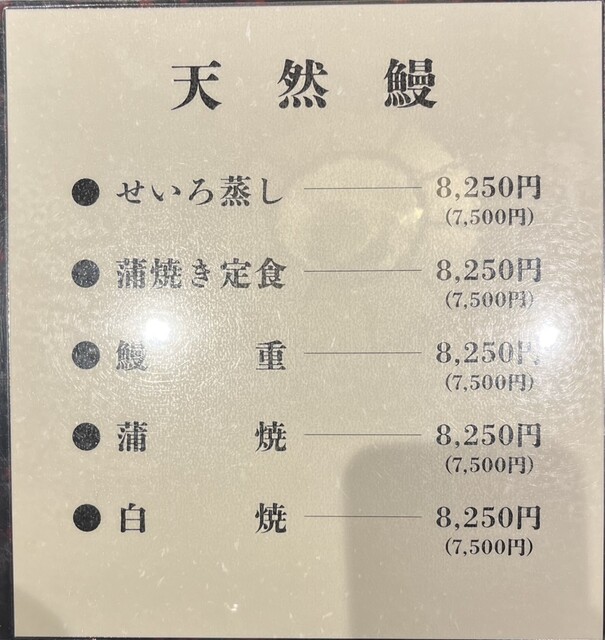 天然鰻
●せいろ蒸し 8,250円
(7,500円)
●蒲焼き定食 8,250円
(7,500円)
●鰻重 8,250円
(7,500円)
●蒲焼 8,250円
(7,500円)
●白焼 8,250円
(7,500円)